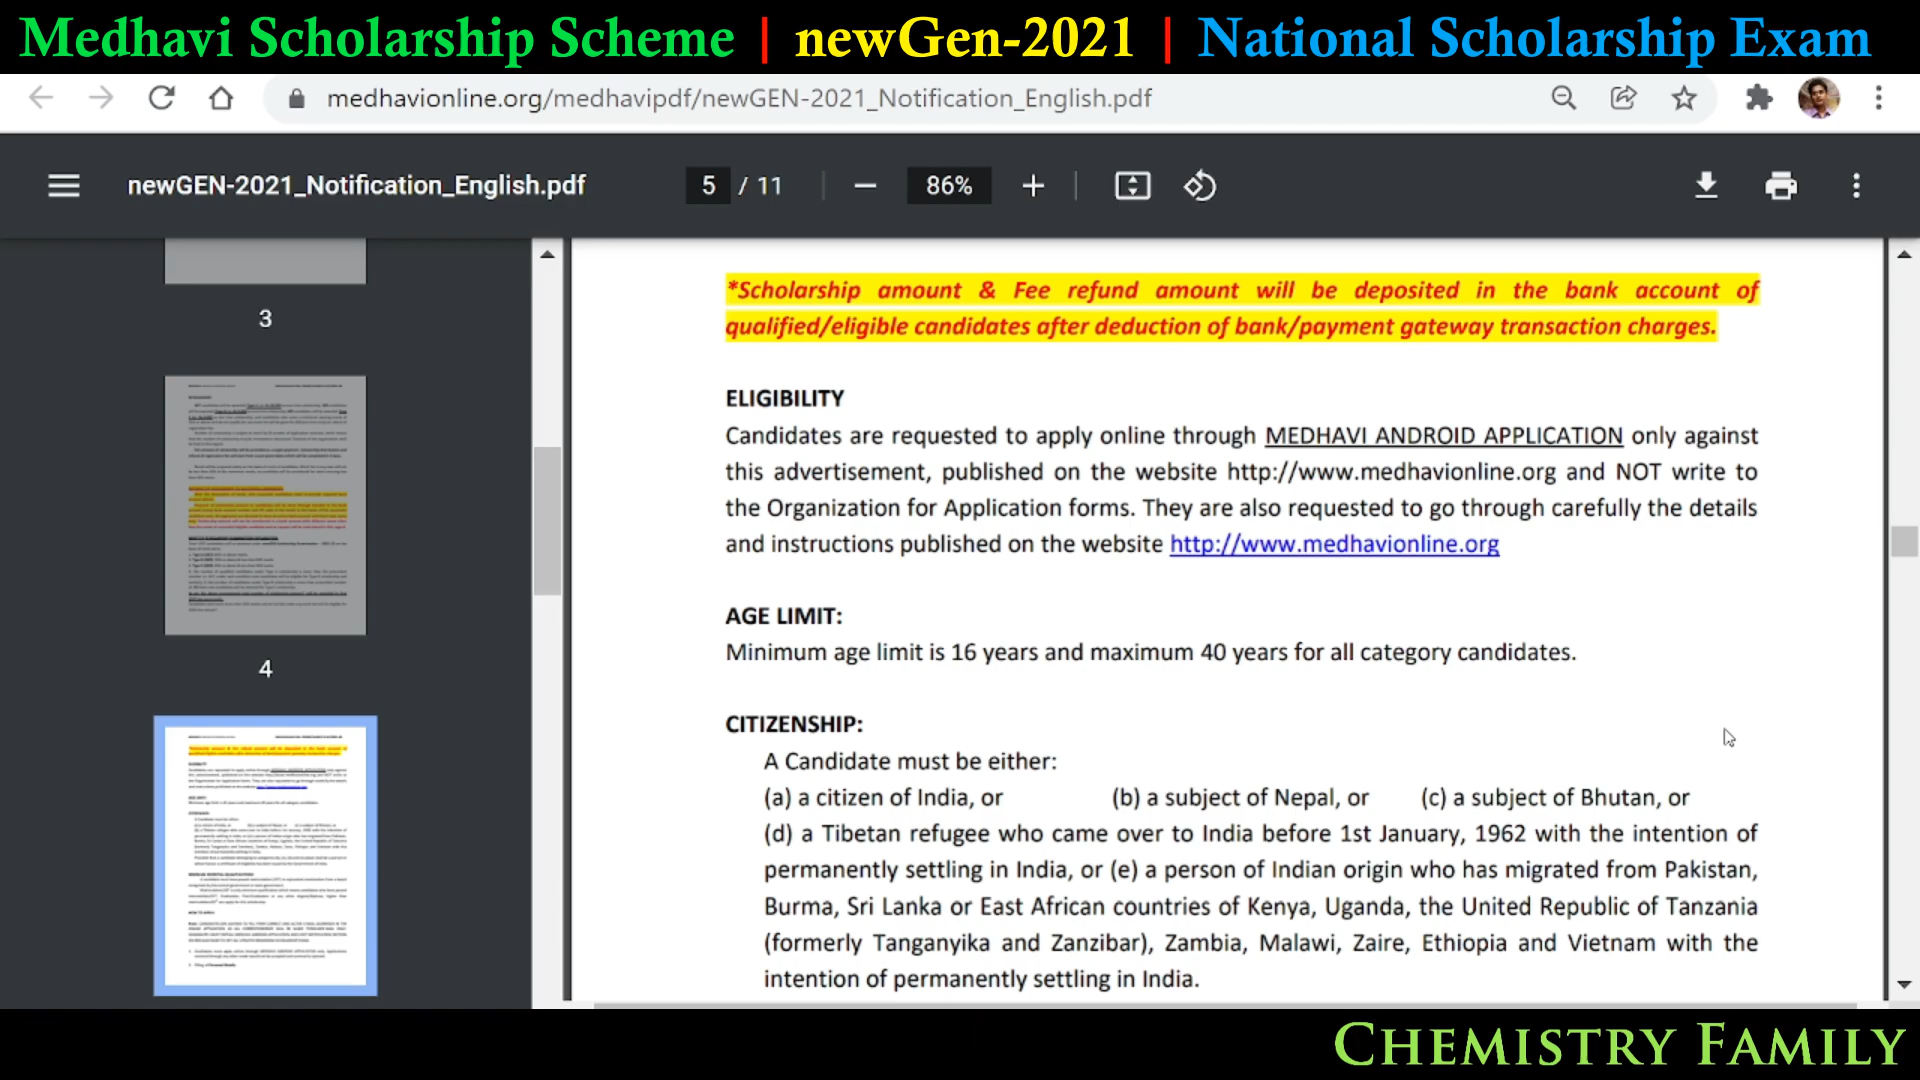 Medhavi Scholarship Scheme | newGen-2021 | National Scholarship Exam
medhavionline.org/medhavipdf/newGEN-2021_Notification_English.pdf
newGEN-2021_Notification_English.pdf
5 / 11
86%
3
4
*Scholarship amount & Fee refund amount will be deposited in the bank account of
qualified/eligible candidates after deduction of bank/payment gateway transaction charges.
ELIGIBILITY
Candidates are requested to apply online through MEDHAVI ANDROID APPLICATION only against
this advertisement, published on the website http://www.medhavionline.org and NOT write to
the Organization for Application forms. They are also requested to go through carefully the details
and instructions published on the website http://www.medhavionline.org
AGE LIMIT:
Minimum age limit is 16 years and maximum 40 years for all category candidates.
CITIZENSHIP:
A Candidate must be either:
(a) a citizen of India, or (b) a subject of Nepal, or (c) a subject of Bhutan, or
(d) a Tibetan refugee who came over to India before 1st January, 1962 with the intention of
permanently settling in India, or (e) a person of Indian origin who has migrated from Pakistan,
Burma, Sri Lanka or East African countries of Kenya, Uganda, the United Republic of Tanzania
(formerly Tanganyika and Zanzibar), Zambia, Malawi, Zaire, Ethiopia and Vietnam with the
intention of permanently settling in India.
CHEMISTRY FAMILY